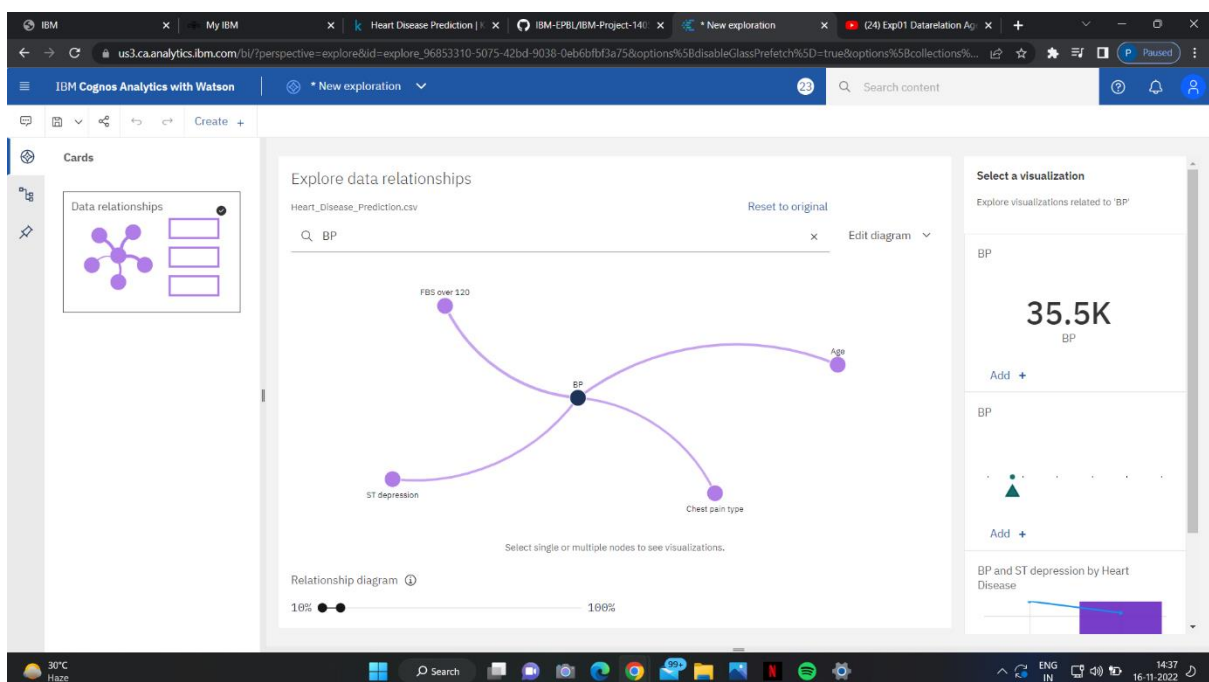 IBM
My IBM
Heart Disease Prediction | K
IBM-EPBL/IBM-Project-140
* New exploration
(24) Exp01 Datarelation Ag
us3.ca.analytics.ibm.com/bi/?perspective=explore&id=explore_96853310-5075-42bd-9038-0eb6bfbf3a75&options%5BdisableGlassPrefetch%5D=true&options%5Bcollections%...
P Paused
IBM Cognos Analytics with Watson
* New exploration
23
Search content
Create +
Cards
Data relationships
Explore data relationships
Heart_Disease_Prediction.csv
Reset to original
BP
Edit diagram
FBS over 120
Age
BP
ST depression
Chest pain type
Select single or multiple nodes to see visualizations.
Relationship diagram
10%
100%
Select a visualization
Explore visualizations related to 'BP'
BP
35.5K
BP
Add +
BP
Add +
BP and ST depression by Heart
Disease
30°C
Haze
Search
99+
ENG
IN
14:37
16-11-2022